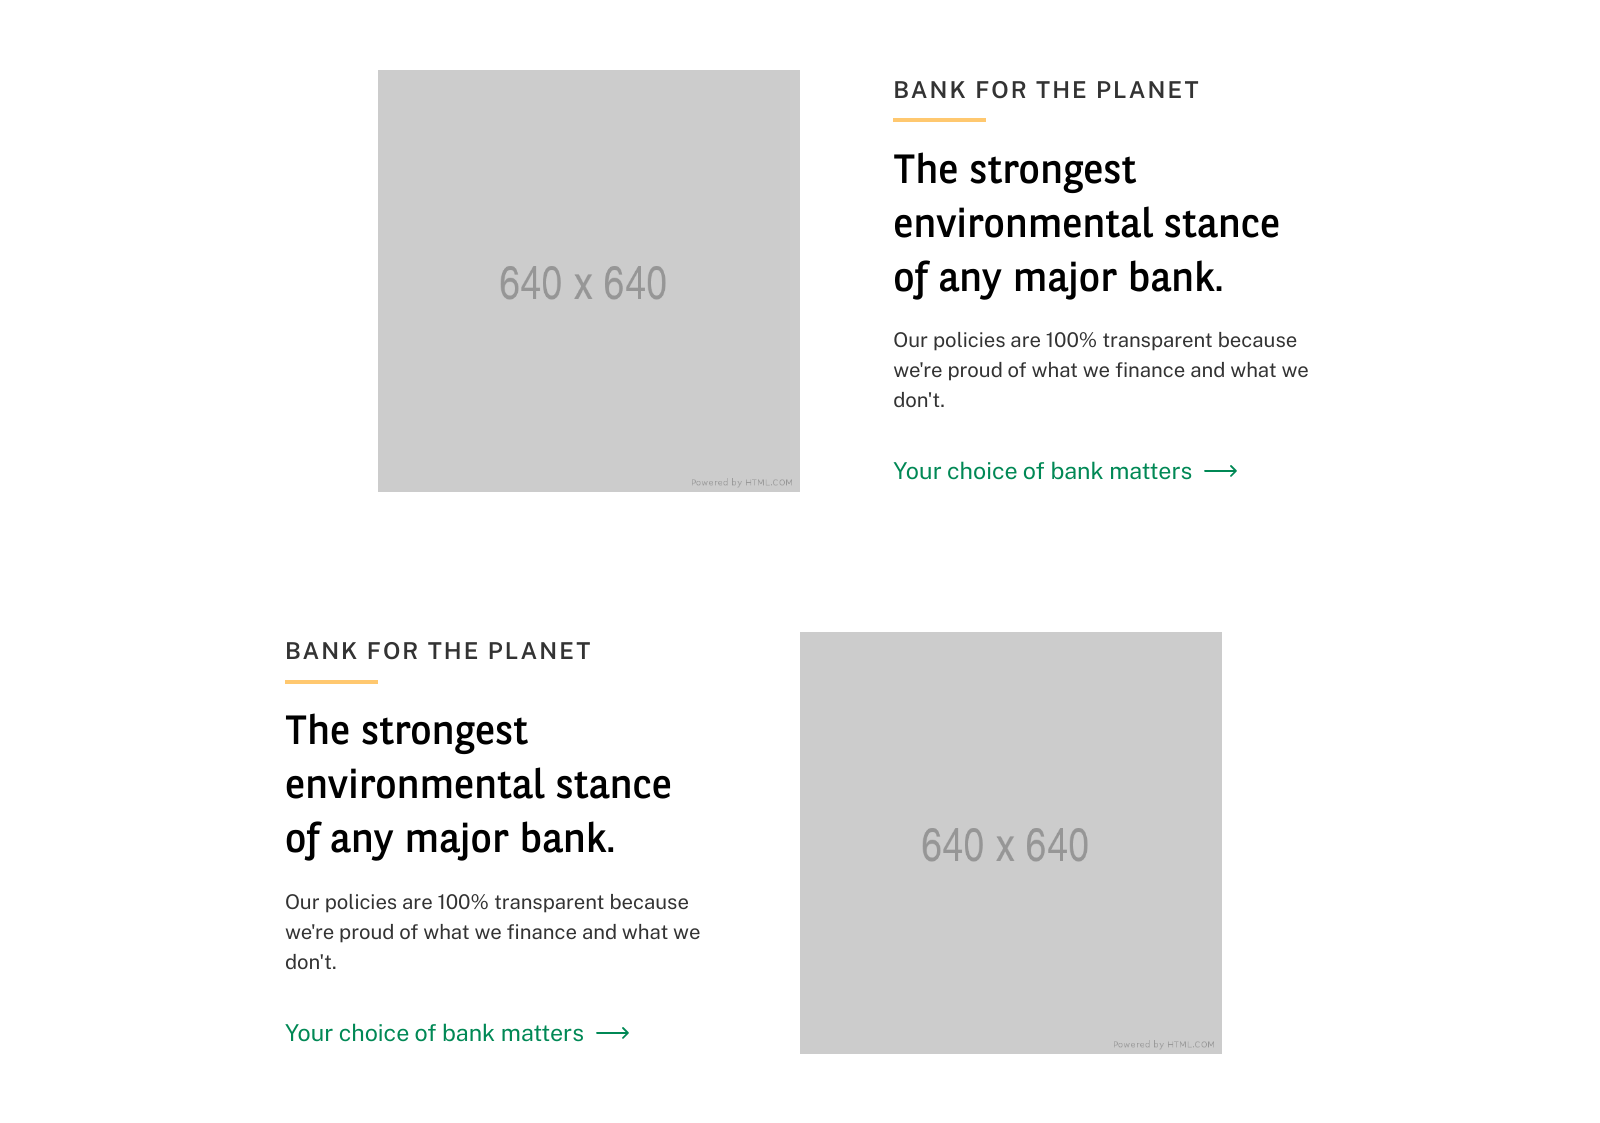 640 x 640
Powered by HTML.COM
BANK FOR THE PLANET
The strongest
environmental stance
of any major bank.
Our policies are 100% transparent because
we're proud of what we finance and what we
don't.
Your choice of bank matters ⟶
BANK FOR THE PLANET
The strongest
environmental stance
of any major bank.
Our policies are 100% transparent because
we're proud of what we finance and what we
don't.
Your choice of bank matters ⟶
640 x 640
Powered by HTML.COM